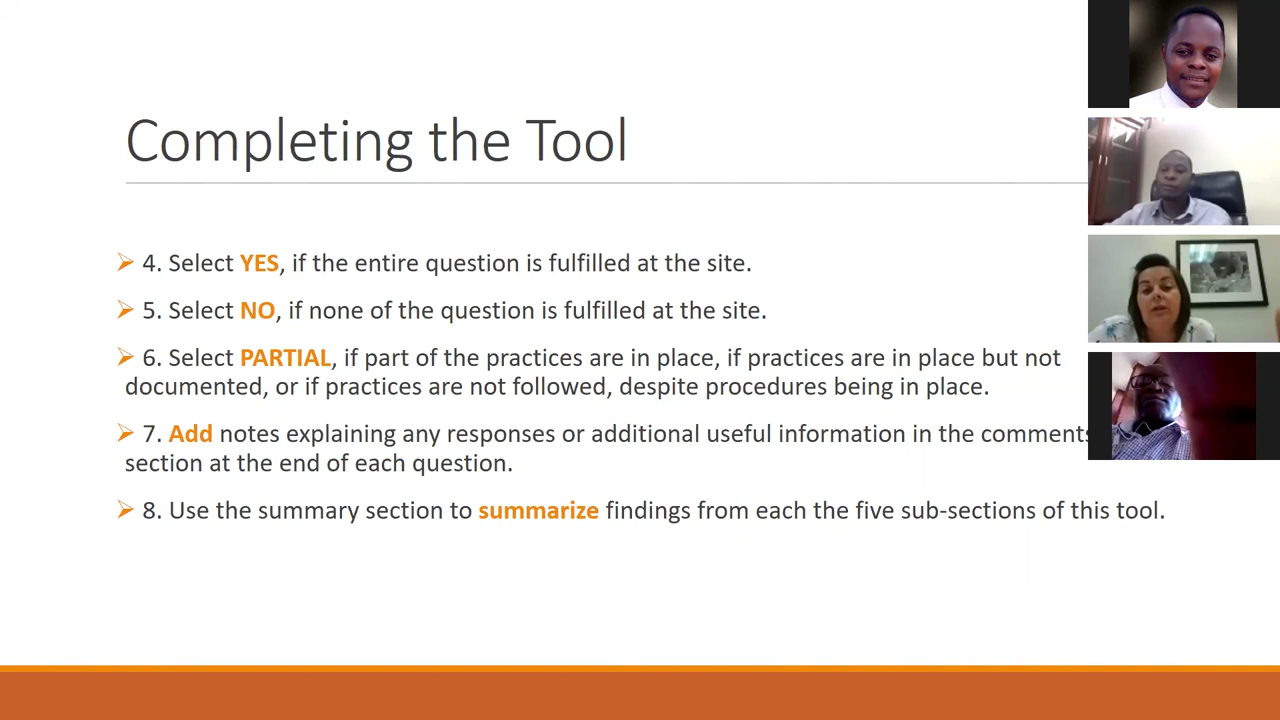 Completing the Tool
4. Select YES, if the entire question is fulfilled at the site.
5. Select NO, if none of the question is fulfilled at the site.
6. Select PARTIAL, if part of the practices are in place, if practices are in place but not
documented, or if practices are not followed, despite procedures being in place.
7. Add notes explaining any responses or additional useful information in the comments
section at the end of each question.
8. Use the summary section to summarize findings from each the five sub-sections of this tool.